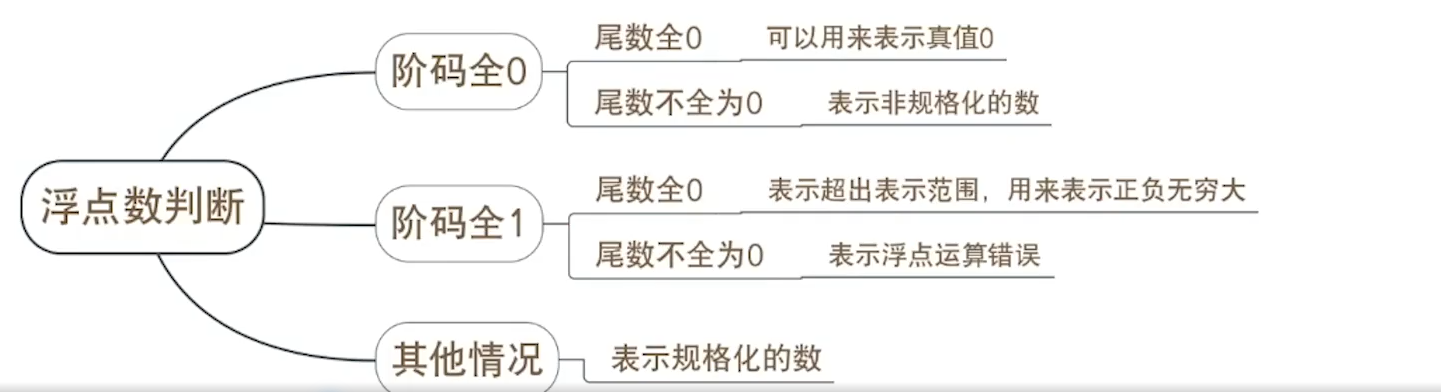 浮点数判断
阶码全0
尾数全0
可以用来表示真值0
尾数不全为0
表示非规格化的数
阶码全1
尾数全0
表示超出表示范围，用来表示正负无穷大
尾数不全为0
表示浮点运算错误
其他情况
表示规格化的数